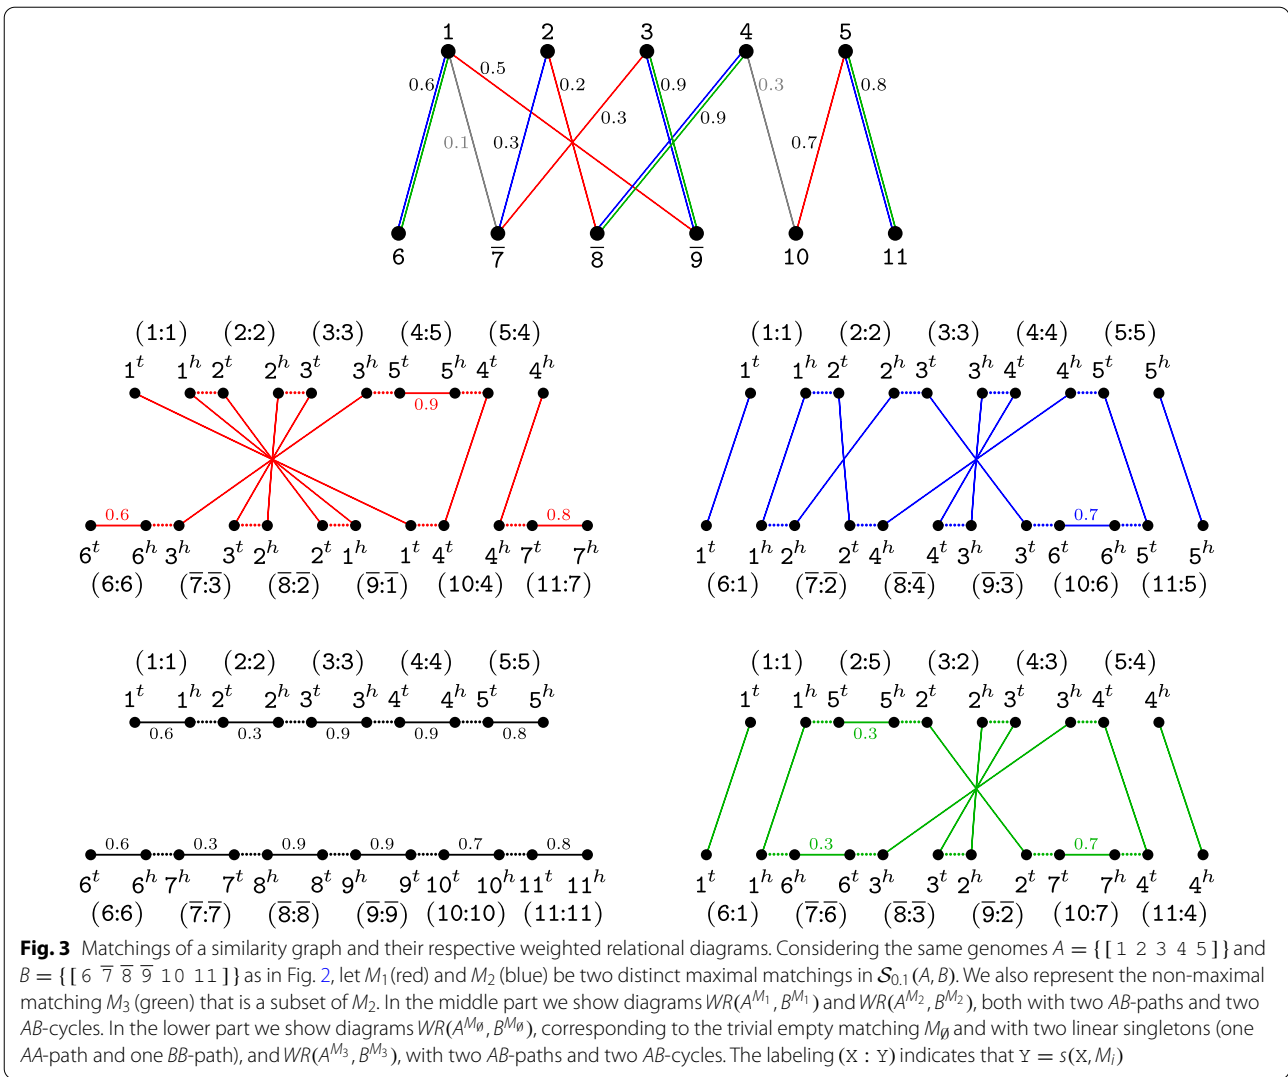 1 2 3 4 5
0.6 0.5 0.2 0.9 0.3 0.8
0.3 0.9
0.1 0.3 0.7
6 7̅ 8̅ 9̅ 10 11
(1:1) (2:2) (3:3) (4:5) (5:4)
1ᵗ 1ʰ 2ᵗ 2ʰ 3ᵗ 3ʰ 5ᵗ 5ʰ 4ᵗ 4ʰ
0.9
0.6 0.8
6ᵗ 6ʰ 3ʰ 3ᵗ 2ʰ 2ᵗ 1ʰ 1ᵗ 4ᵗ 4ʰ 7ᵗ 7ʰ
(6:6) (7̅:3̅) (8̅:2̅) (9̅:1̅) (10:4) (11:7)
(1:1) (2:2) (3:3) (4:4) (5:5)
1ᵗ 1ʰ 2ᵗ 2ʰ 3ᵗ 3ʰ 4ᵗ 4ʰ 5ᵗ 5ʰ
0.7
1ᵗ 1ʰ 2ʰ 2ᵗ 4ʰ 4ᵗ 3ʰ 3ᵗ 6ᵗ 6ʰ 5ᵗ 5ʰ
(6:1) (7̅:2̅) (8̅:4̅) (9̅:3̅) (10:6) (11:5)
(1:1) (2:2) (3:3) (4:4) (5:5)
1ᵗ 1ʰ 2ᵗ 2ʰ 3ᵗ 3ʰ 4ᵗ 4ʰ 5ᵗ 5ʰ
0.6 0.3 0.9 0.9 0.8
0.6 0.3 0.9 0.9 0.7 0.8
6ᵗ 6ʰ 7ʰ 7ᵗ 8ʰ 8ᵗ 9ʰ 9ᵗ 10ᵗ 10ʰ 11ᵗ 11ʰ
(6:6) (7̅:7̅) (8̅:8̅) (9̅:9̅) (10:10) (11:11)
(1:1) (2:5) (3:2) (4:3) (5:4)
1ᵗ 1ʰ 5ᵗ 5ʰ 2ᵗ 2ʰ 3ᵗ 3ʰ 4ᵗ 4ʰ
0.3
0.3 0.7
1ᵗ 1ʰ 6ʰ 6ᵗ 3ʰ 3ᵗ 2ʰ 2ᵗ 7ᵗ 7ʰ 4ᵗ 4ʰ
(6:1) (7̅:6̅) (8̅:3̅) (9̅:2̅) (10:7) (11:4)
Fig. 3 Matchings of a similarity graph and their respective weighted relational diagrams. Considering the same genomes A = {[ 1 2 3 4 5 ]} and
B = {[ 6 7̅ 8̅ 9̅ 10 11 ]} as in Fig. 2, let M₁ (red) and M₂ (blue) be two distinct maximal matchings in 𝒮₀.₁(A, B). We also represent the non-maximal
matching M₃ (green) that is a subset of M₂. In the middle part we show diagrams WR(A^M₁, B^M₁) and WR(A^M₂, B^M₂), both with two AB-paths and two
AB-cycles. In the lower part we show diagrams WR(A^M∅, B^M∅), corresponding to the trivial empty matching M∅ and with two linear singletons (one
AA-path and one BB-path), and WR(A^M₃, B^M₃), with two AB-paths and two AB-cycles. The labeling (X : Y) indicates that Y = s(X, Mᵢ)